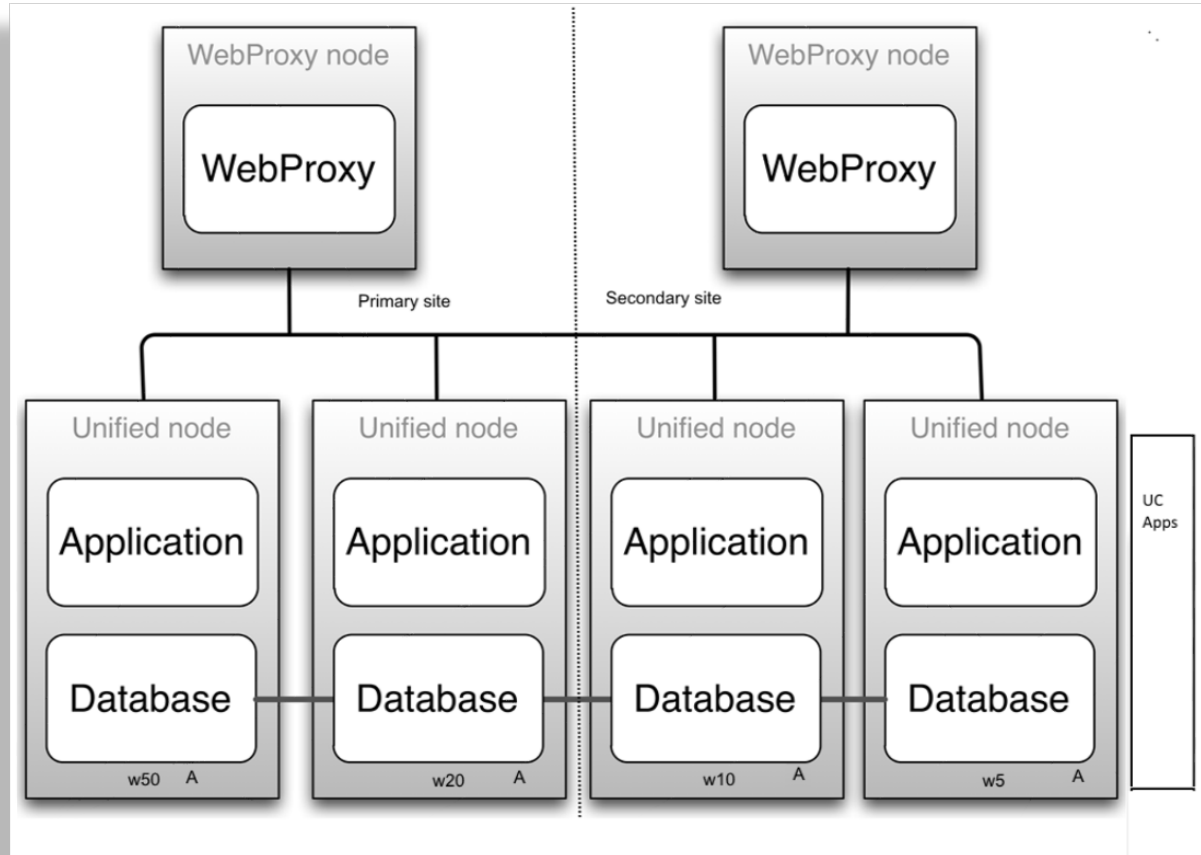 WebProxy node
WebProxy
WebProxy node
WebProxy
Primary site
Secondary site
Unified node
Application
Database
w50 A
Unified node
Application
Database
w20 A
Unified node
Application
Database
w10 A
Unified node
Application
Database
w5 A
UC
Apps